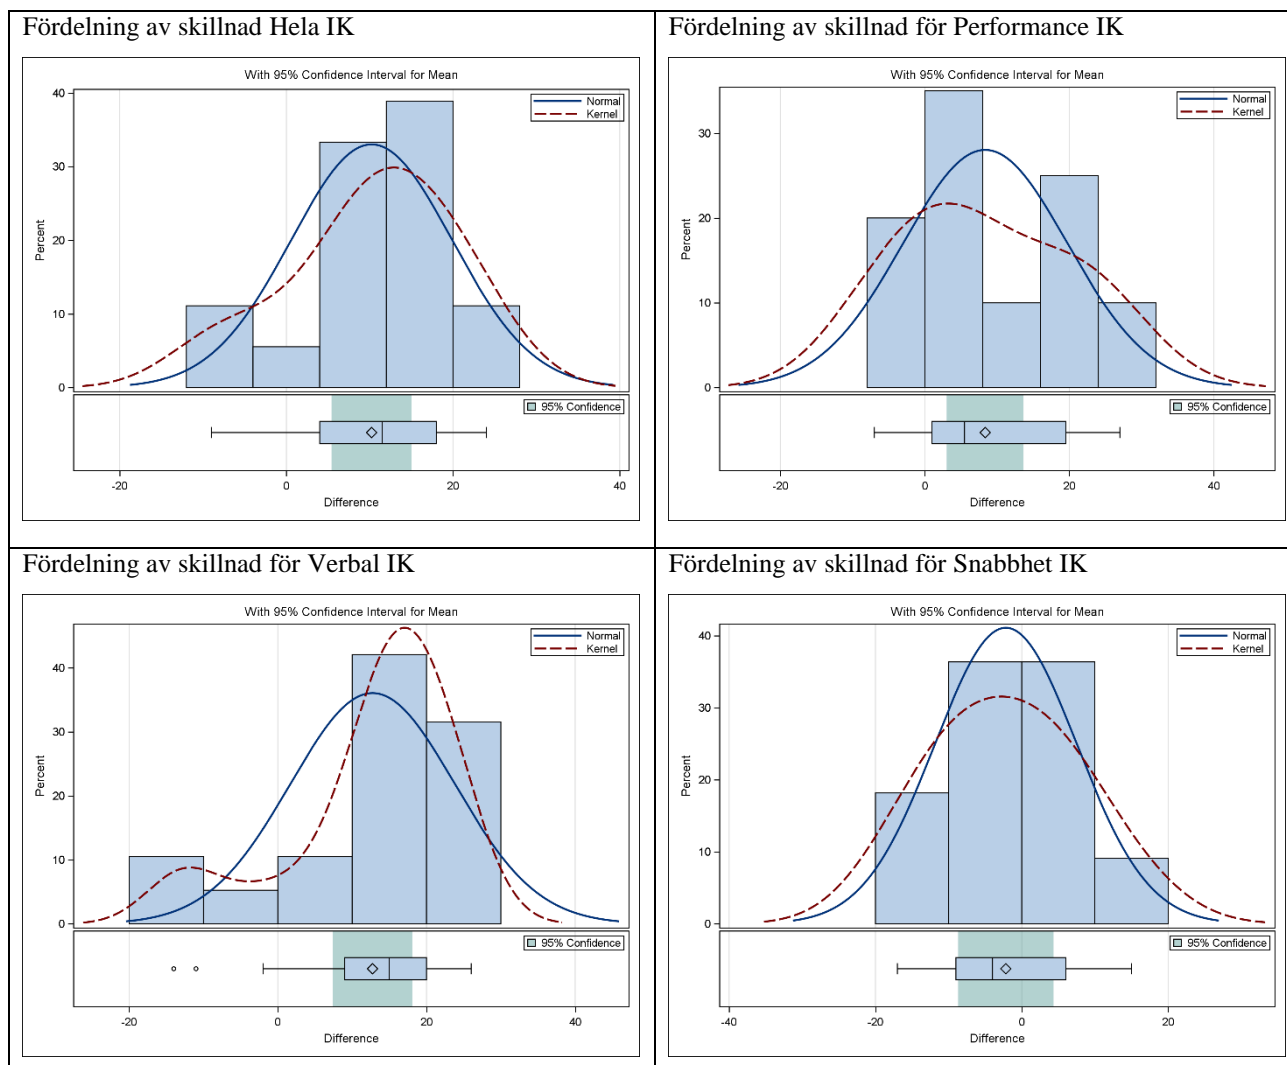 Fördelning av skillnad Hela IK
With 95% Confidence Interval for Mean
Normal
Kernel
40
30
20
10
0
Percent
95% Confidence
-20 0 20 40
Difference
Fördelning av skillnad för Performance IK
With 95% Confidence Interval for Mean
Normal
Kernel
30
20
10
0
Percent
95% Confidence
-20 0 20 40
Difference
Fördelning av skillnad för Verbal IK
With 95% Confidence Interval for Mean
Normal
Kernel
40
30
20
10
0
Percent
95% Confidence
-20 0 20 40
Difference
Fördelning av skillnad för Snabbhet IK
With 95% Confidence Interval for Mean
Normal
Kernel
40
30
20
10
0
Percent
95% Confidence
-40 -20 0 20
Difference